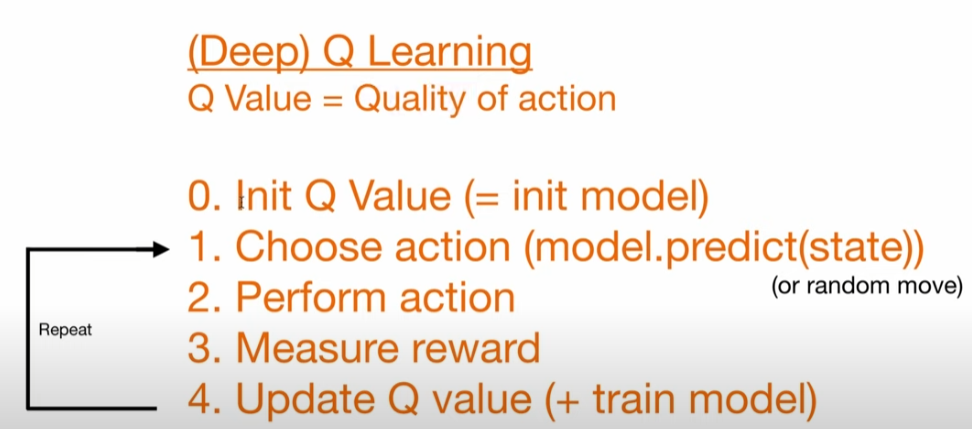 (Deep) Q Learning
Q Value = Quality of action
0. Init Q Value (= init model)
1. Choose action (model.predict(state))
(or random move)
2. Perform action
Repeat
3. Measure reward
4. Update Q value (+ train model)